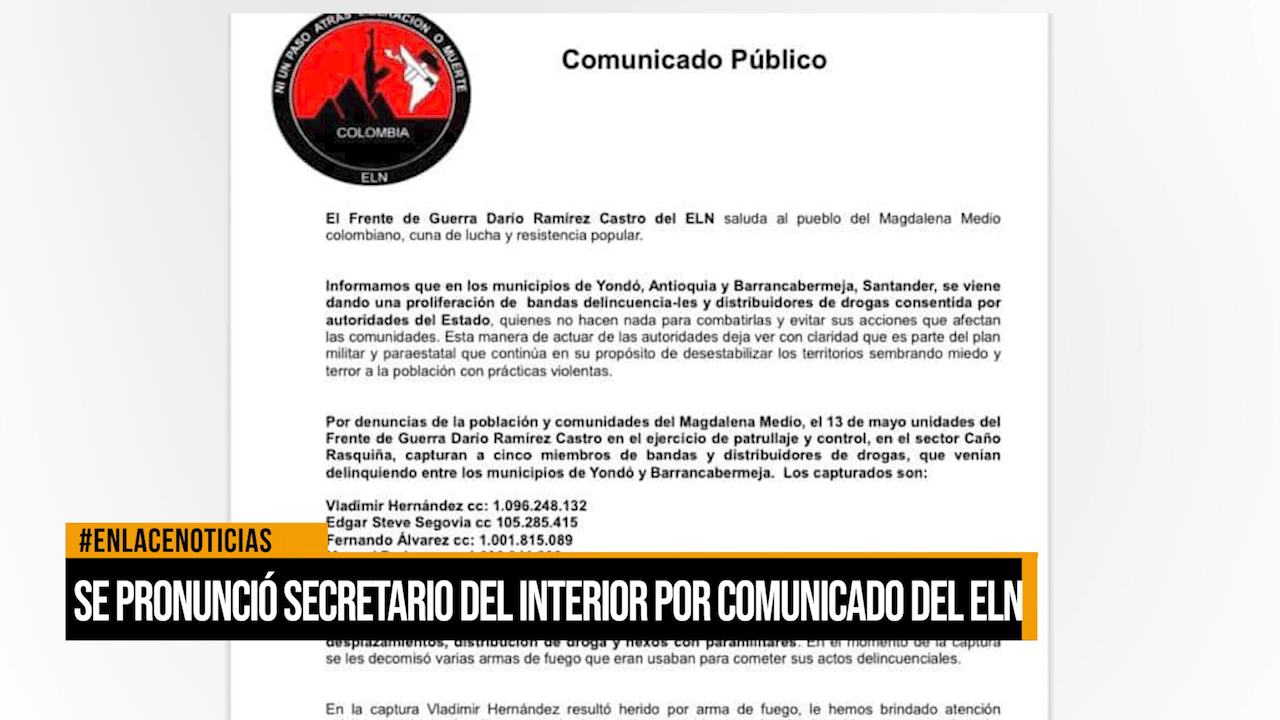 NI UN PASO ATRAS LIBERACION O MUERTE
COLOMBIA
ELN
Comunicado Público
El Frente de Guerra Darío Ramírez Castro del ELN saluda al pueblo del Magdalena Medio
colombiano, cuna de lucha y resistencia popular.
Informamos que en los municipios de Yondó, Antioquia y Barrancabermeja, Santander, se viene
dando una proliferación de bandas delincuencia-les y distribuidores de drogas consentida por
autoridades del Estado, quienes no hacen nada para combatirlas y evitar sus acciones que afectan
las comunidades. Esta manera de actuar de las autoridades deja ver con claridad que es parte del plan
militar y paraestatal que continúa en su propósito de desestabilizar los territorios sembrando miedo y
terror a la población con prácticas violentas.
Por denuncias de la población y comunidades del Magdalena Medio, el 13 de mayo unidades del
Frente de Guerra Dario Ramírez Castro en el ejercicio de patrullaje y control, en el sector Caño
Rasquiña, capturan a cinco miembros de bandas y distribuidores de drogas, que venían
delinquiendo entre los municipios de Yondó y Barrancabermeja. Los capturados son:
Vladimir Hernández cc: 1.096.248.132
Edgar Steve Segovia cc 105.285.415
Fernando Álvarez cc: 1.001.815.089
#ENLACENOTICIAS
SE PRONUNCIÓ SECRETARIO DEL INTERIOR POR COMUNICADO DEL ELN
desplazamientos, distribución de droga y nexos con paramilitares. En el momento de la captura
se les decomisó varias armas de fuego que eran usaban para cometer sus actos delincuenciales.
En la captura Vladimir Hernández resultó herido por arma de fuego, le hemos brindado atención